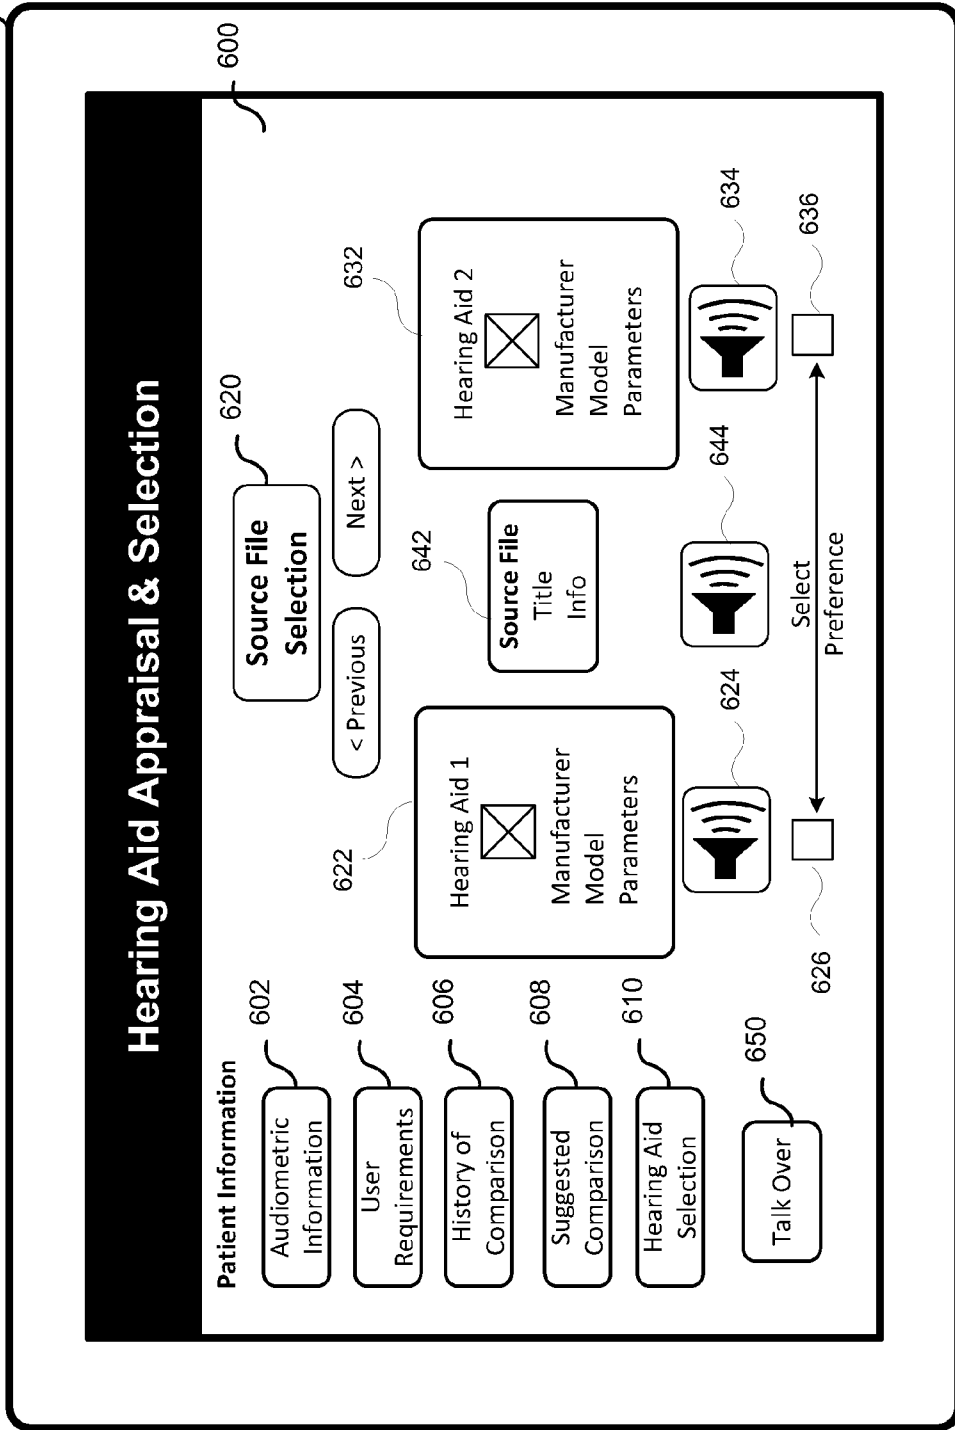 Hearing Aid Appraisal & Selection
600
Patient Information
Audiometric
Information
602
User
Requirements
604
History of
Comparison
606
Suggested
Comparison
608
Hearing Aid
Selection
610
Talk Over
650
Source File
Selection
620
< Previous
Next >
622
Hearing Aid 1
Manufacturer
Model
Parameters
642
Source File
Title
Info
632
Hearing Aid 2
Manufacturer
Model
Parameters
624
644
634
626
Select
Preference
636